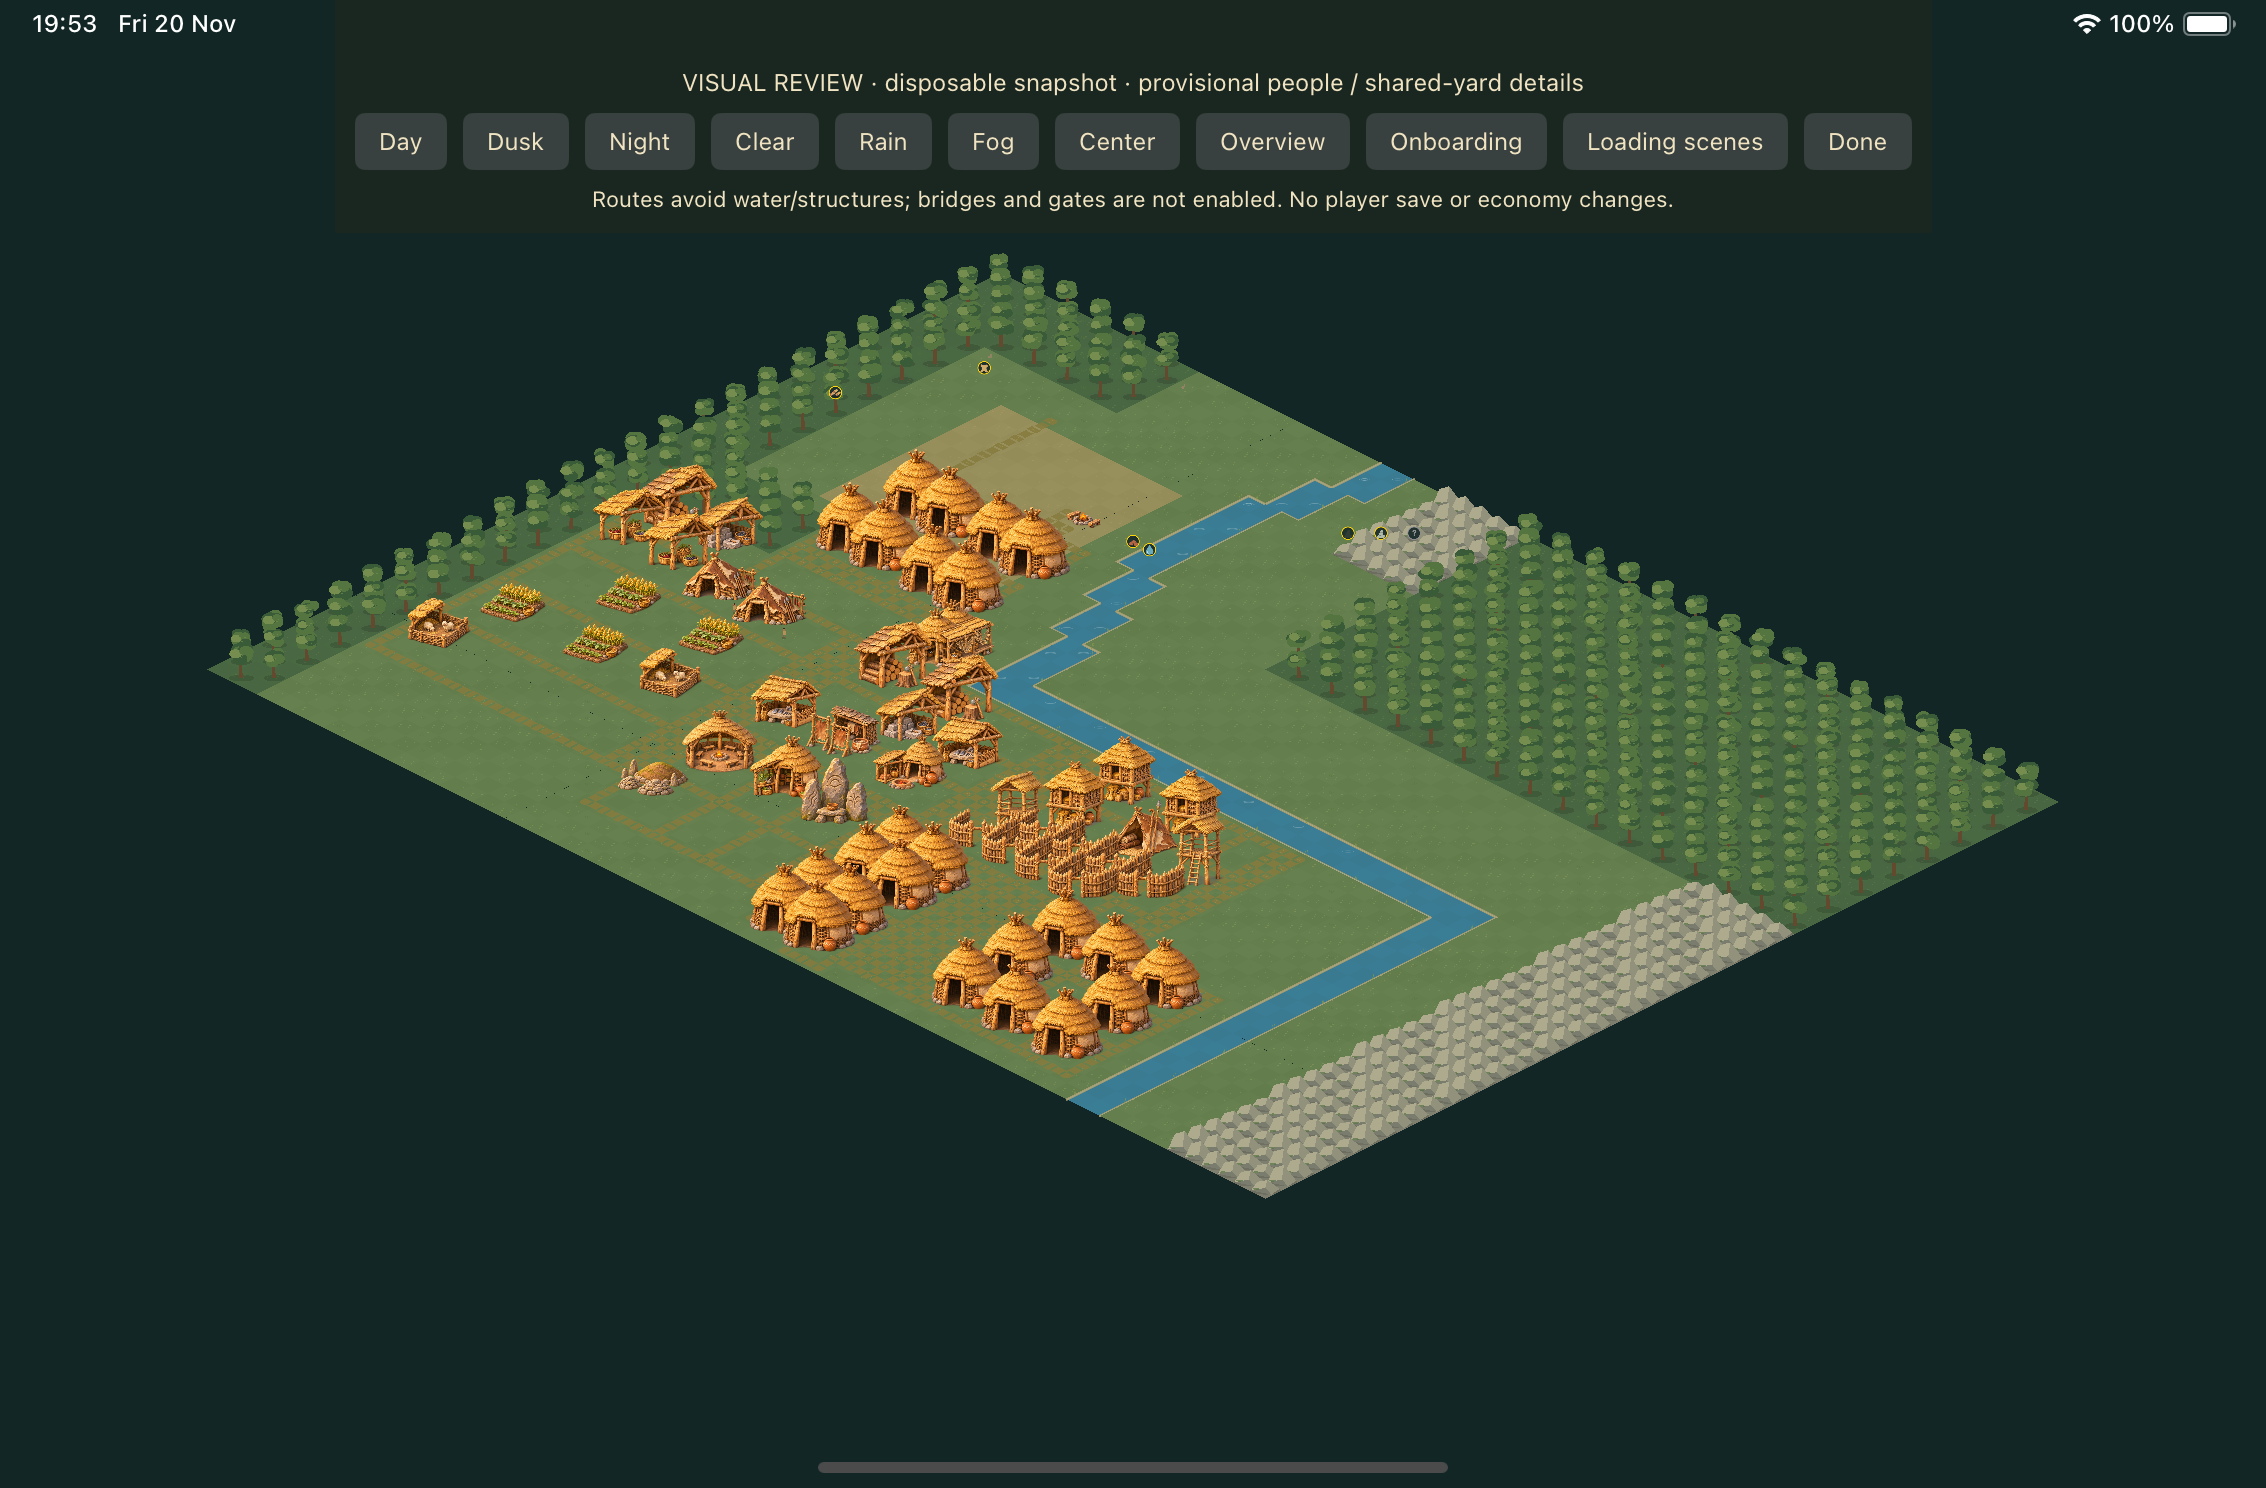 19:53 Fri 20 Nov
100%
VISUAL REVIEW · disposable snapshot · provisional people / shared-yard details
Day Dusk Night Clear Rain Fog Center Overview Onboarding Loading scenes Done
Routes avoid water/structures; bridges and gates are not enabled. No player save or economy changes.
?